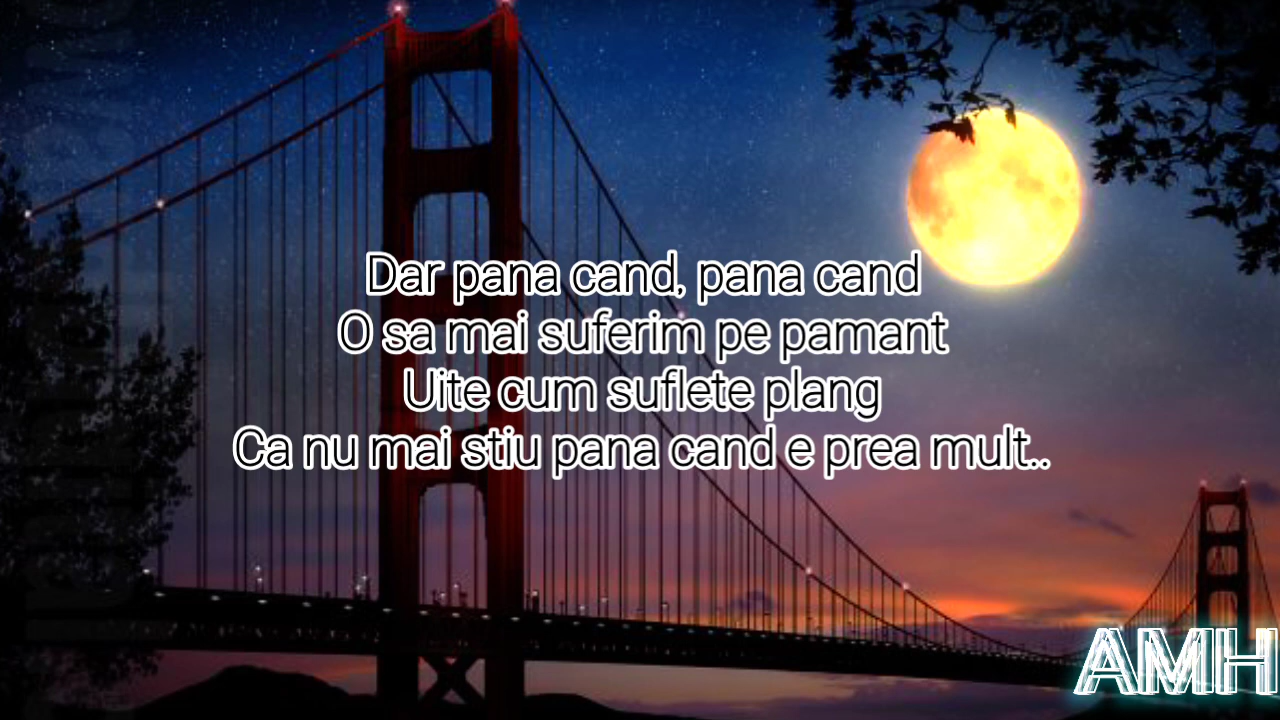 Dar pana cand, pana cand
O sa mai suferim pe pamant
Uite cum suflete plang
Ca nu mai stiu pana cand e prea mult..
AMH